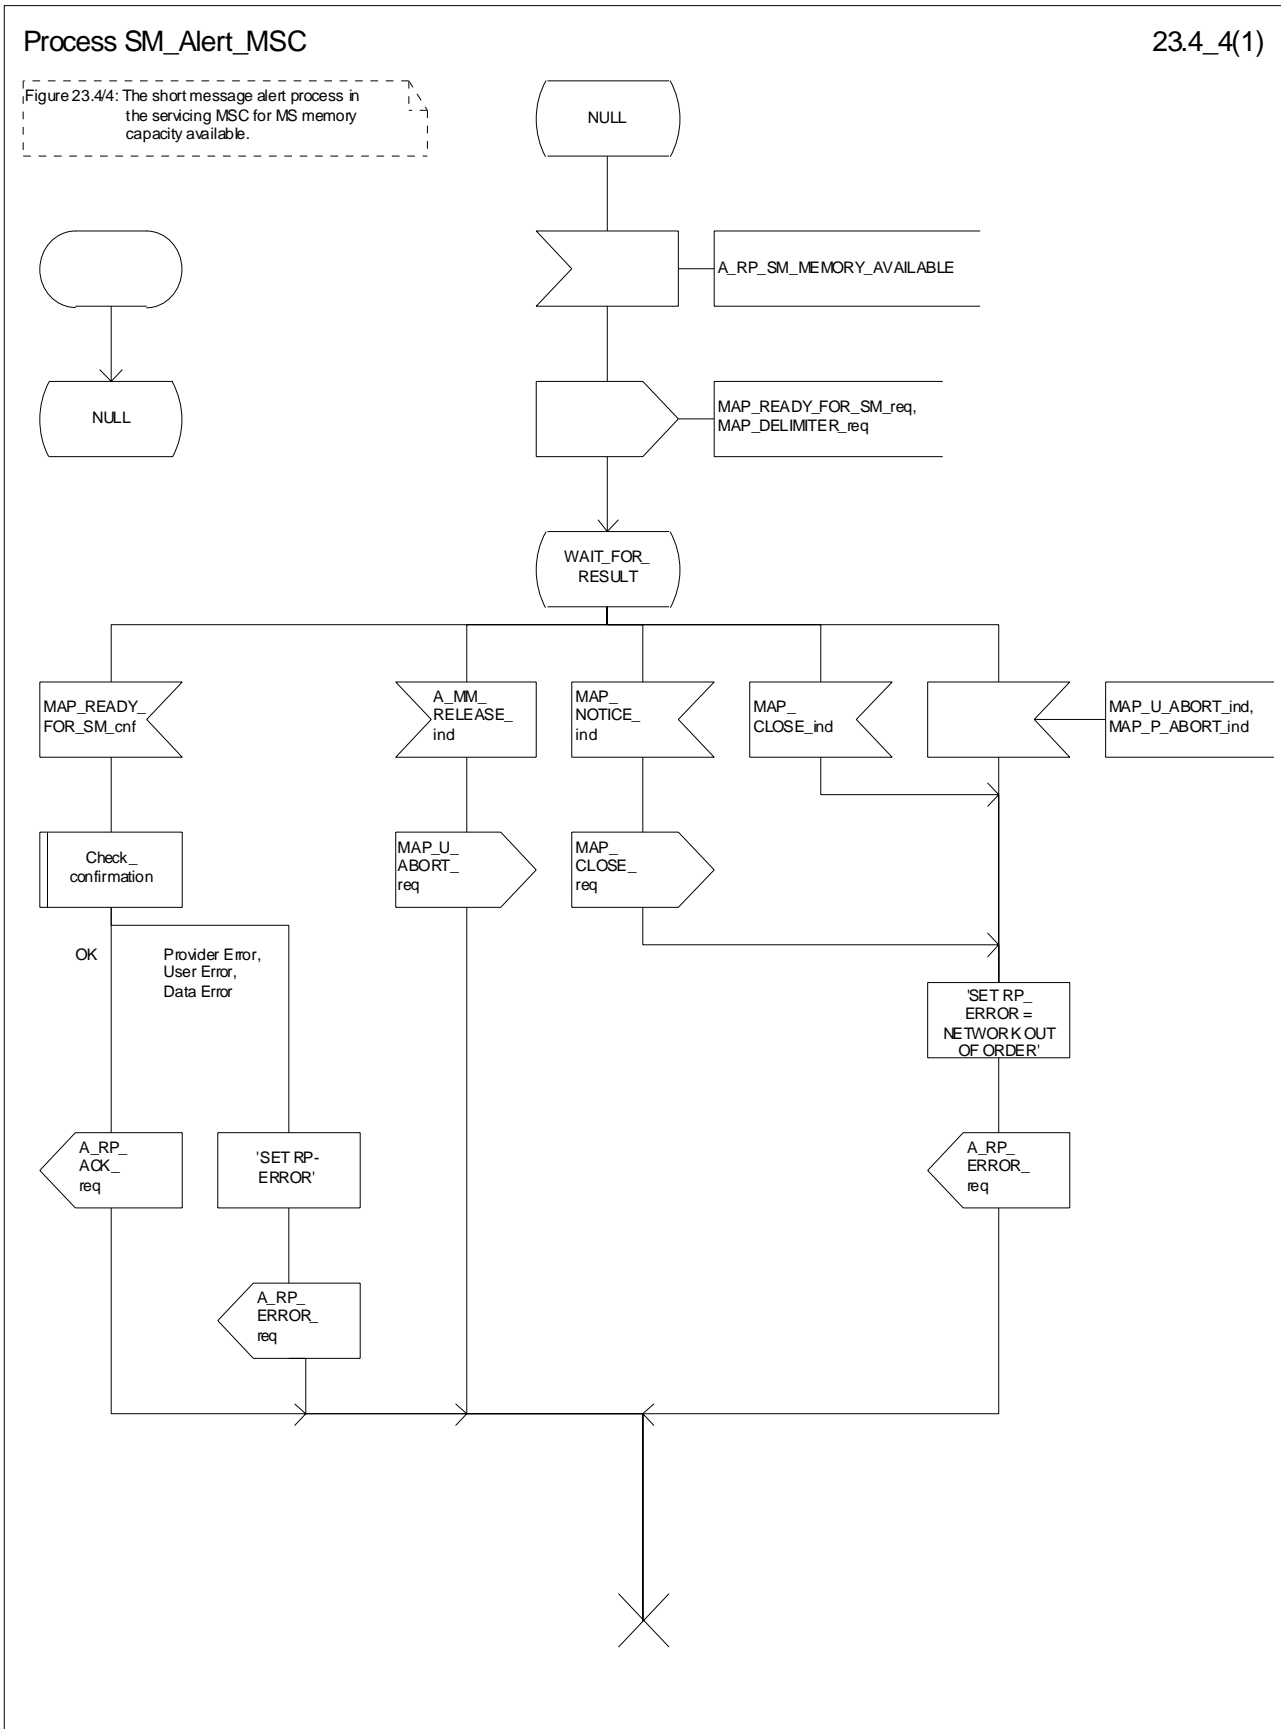 Process SM_Alert_MSC
23.4_4(1)
Figure 23.4/4: The short message alert process in
the servicing MSC for MS memory
capacity available.
NULL
A_RP_SM_MEMORY_AVAILABLE
NULL
MAP_READY_FOR_SM_req,
MAP_DELIMITER_req
WAIT_FOR_
RESULT
MAP_READY_
FOR_SM_cnf
A_MM_
RELEASE_
ind
MAP_
NOTICE_
ind
MAP_
CLOSE_ind
MAP_U_ABORT_ind,
MAP_P_ABORT_ind
Check_
confirmation
MAP_U_
ABORT_
req
MAP_
CLOSE_
req
OK
Provider Error,
User Error,
Data Error
'SET RP_
ERROR =
NETWORK OUT
OF ORDER'
A_RP_
ACK_
req
'SET RP-
ERROR'
A_RP_
ERROR_
req
A_RP_
ERROR_
req